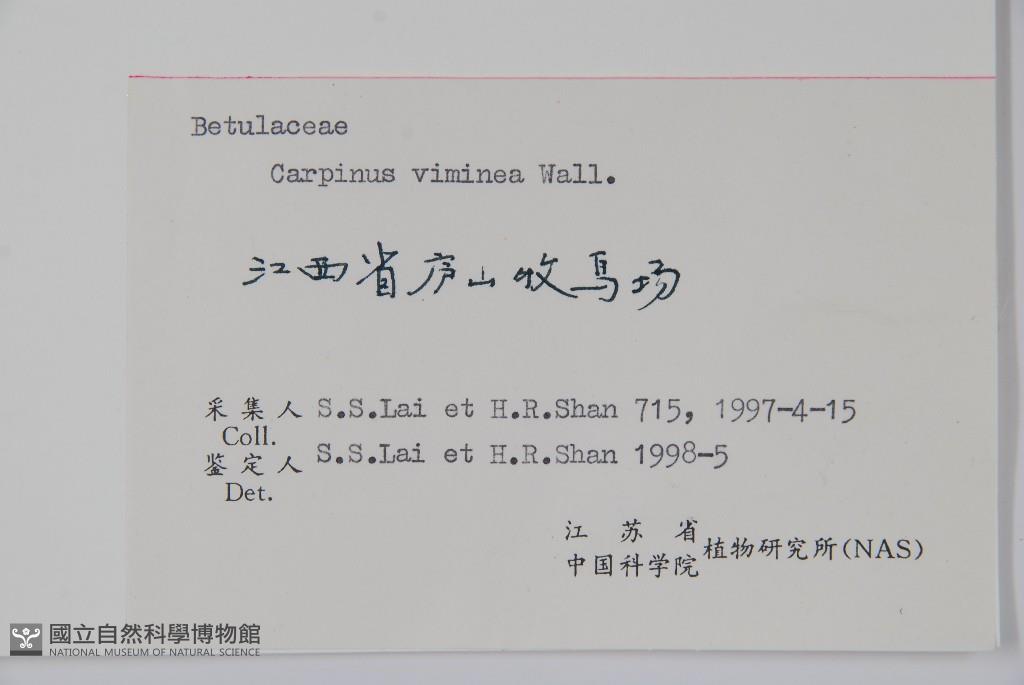 Betulaceae
Carpinus viminea Wall.
江西省庐山牧马场
采集人 S.S.Lai et H.R.Shan 715, 1997-4-15
Coll.
鉴定人 S.S.Lai et H.R.Shan 1998-5
Det.
江苏省
中国科学院 植物研究所(NAS)
國立自然科學博物館
NATIONAL MUSEUM OF NATURAL SCIENCE